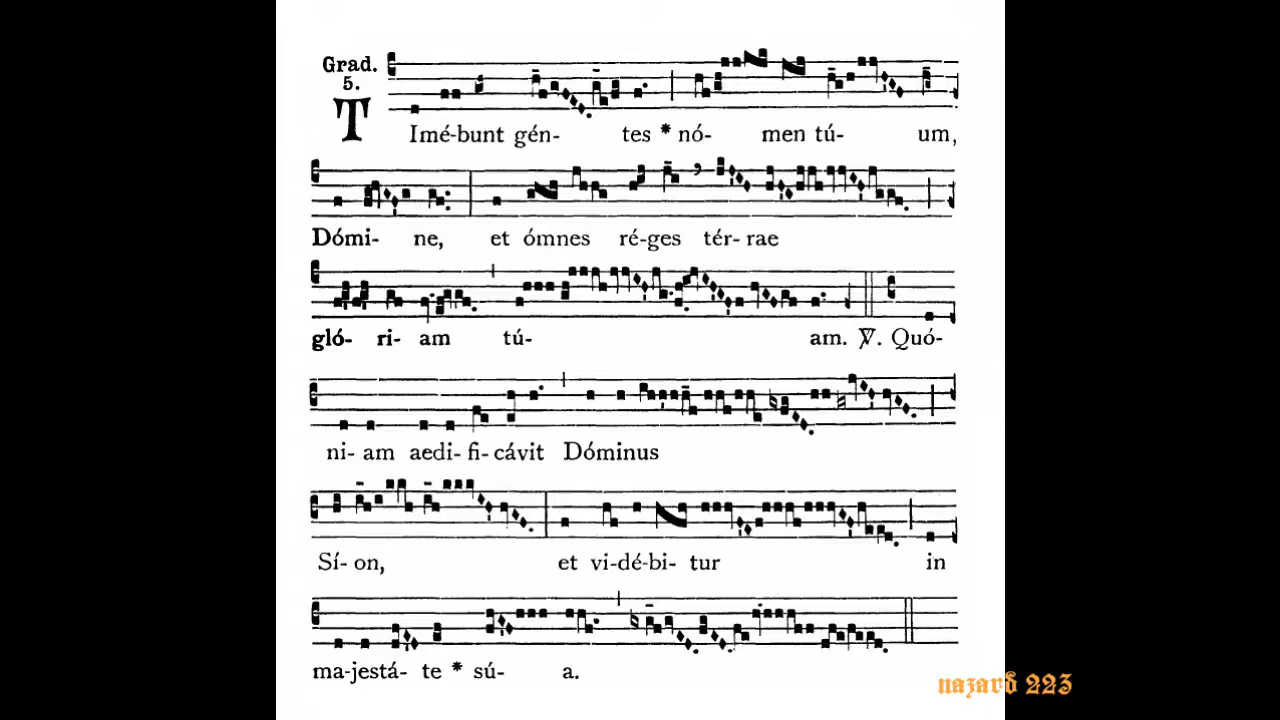 Grad.
5.
TImé-bunt gén- tes * nó- men tú- um,
Dómi- ne, et ómnes ré-ges tér- rae
gló- ri- am tú- am. ℣. Quó-
ni- am aedi- fi-cávit Dóminus
Sí- on, et vi-dé-bi- tur in
ma-jestá- te * sú- a.
nazard 223